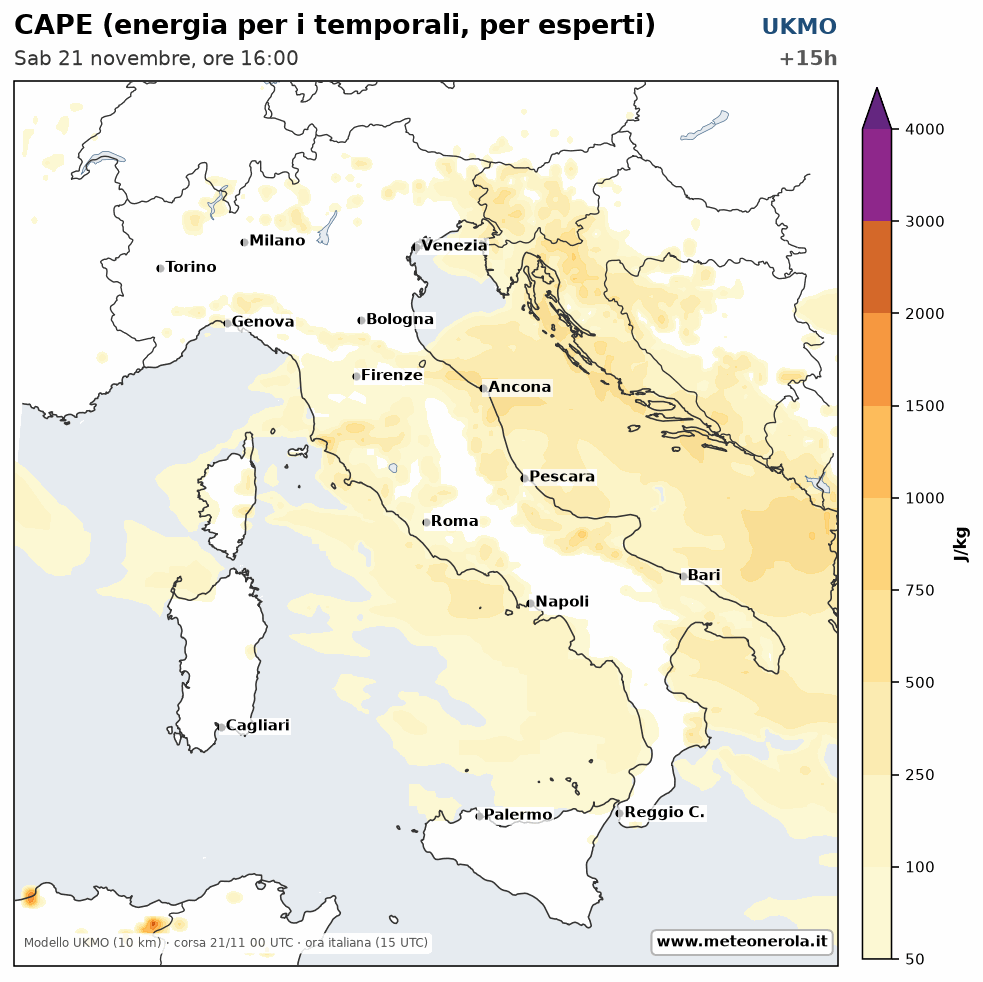 CAPE (energia per i temporali, per esperti)
UKMO
Sab 21 novembre, ore 16:00
+15h
4000
3000
2000
1500
1000
750
500
250
100
50
J/kg
Milano
Venezia
Torino
Genova
Bologna
Firenze
Ancona
Pescara
Roma
Bari
Napoli
Cagliari
Palermo
Reggio C.
Modello UKMO (10 km) · corsa 21/11 00 UTC · ora italiana (15 UTC)
www.meteonerola.it